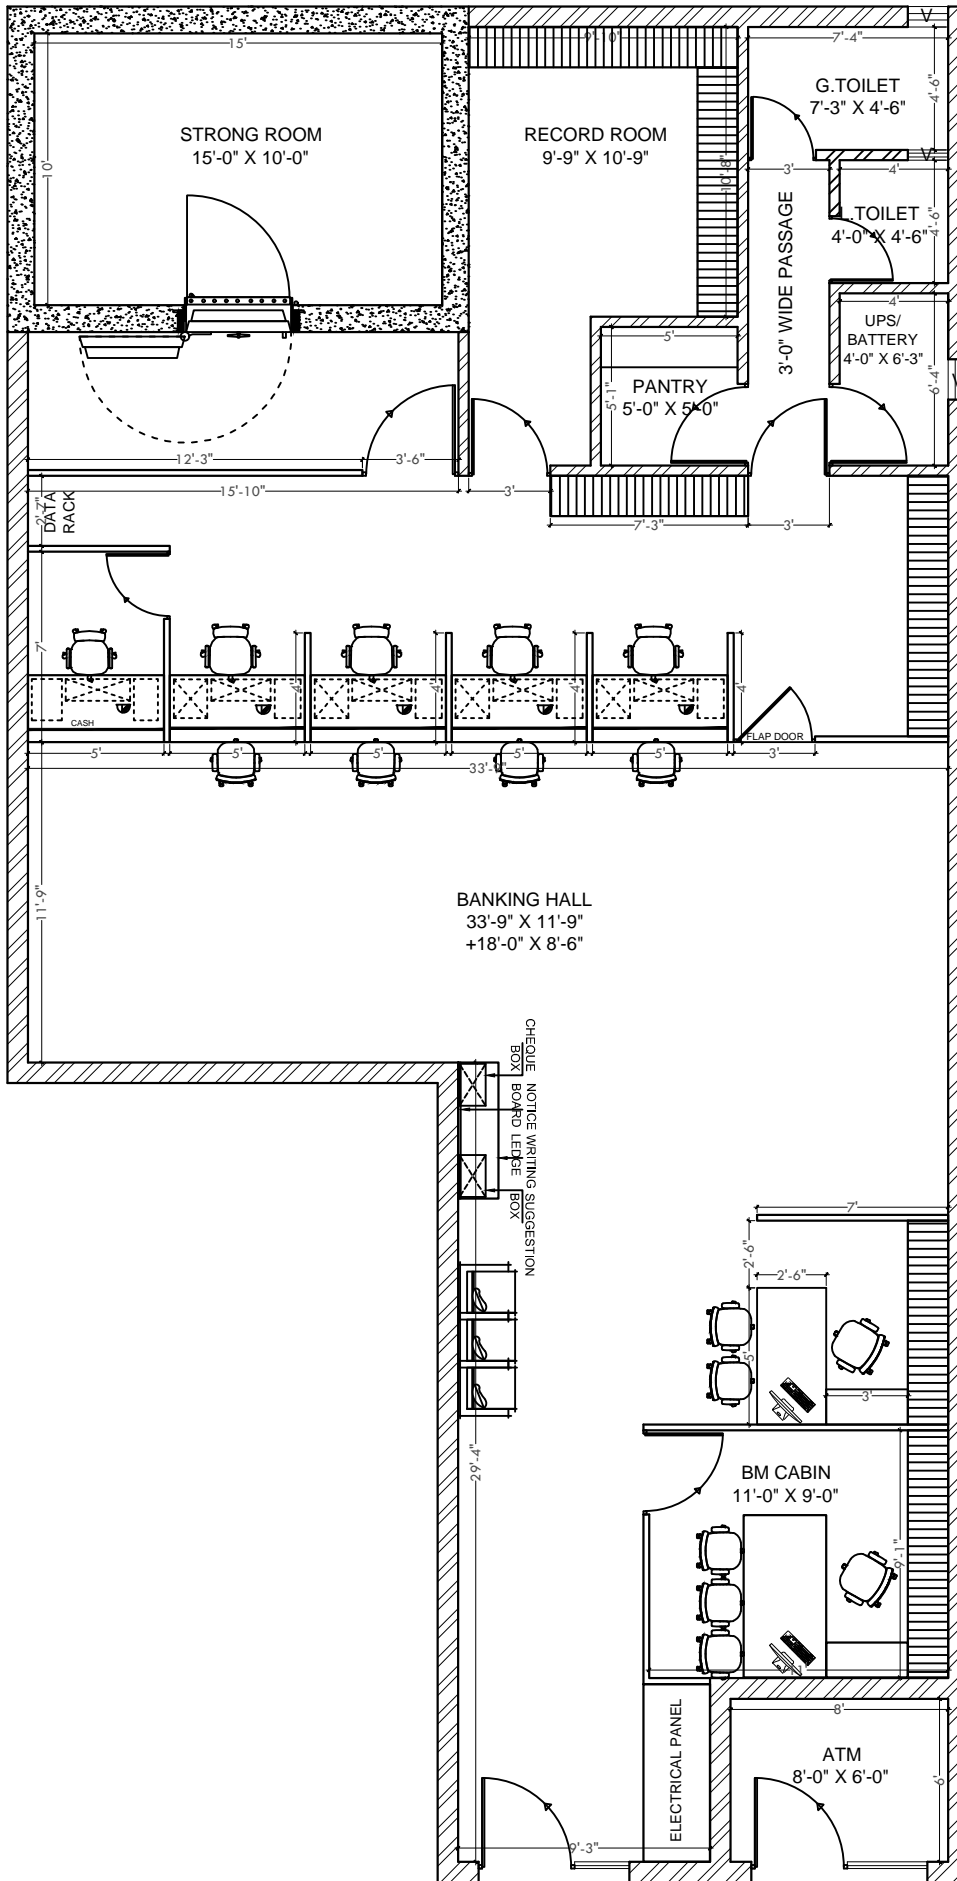 V
15'
9'-10"
7'-4"
G.TOILET
7'-3" X 4'-6"
4'-6"
STRONG ROOM
15'-0" X 10'-0"
RECORD ROOM
9'-9" X 10'-9"
V
10'
10'-8"
3'
4'
3'-0" WIDE PASSAGE
L.TOILET
4'-0" X 4'-6"
4'-6"
4'
UPS/
BATTERY
4'-0" X 6'-3"
6'-4"
V
5'
PANTRY
5'-0" X 5'-0"
5'-1"
12'-3"
3'-6"
15'-10"
3'
7'-3"
3'
2'-7"
DATA
RACK
7'
4'
4'
4'
4'
CASH
FLAP DOOR
5'
5'
5'
5'
5'
3'
33'-9"
11'-9"
BANKING HALL
33'-9" X 11'-9"
+18'-0" X 8'-6"
CHEQUE
BOX
NOTICE
BOARD
WRITING
LEDGE
SUGGESTION
BOX
7'
2'-6"
2'-6"
5'
3'
29'-4"
BM CABIN
11'-0" X 9'-0"
9'-1"
11'
8'
ELECTRICAL PANEL
ATM
8'-0" X 6'-0"
6'
9'-3"